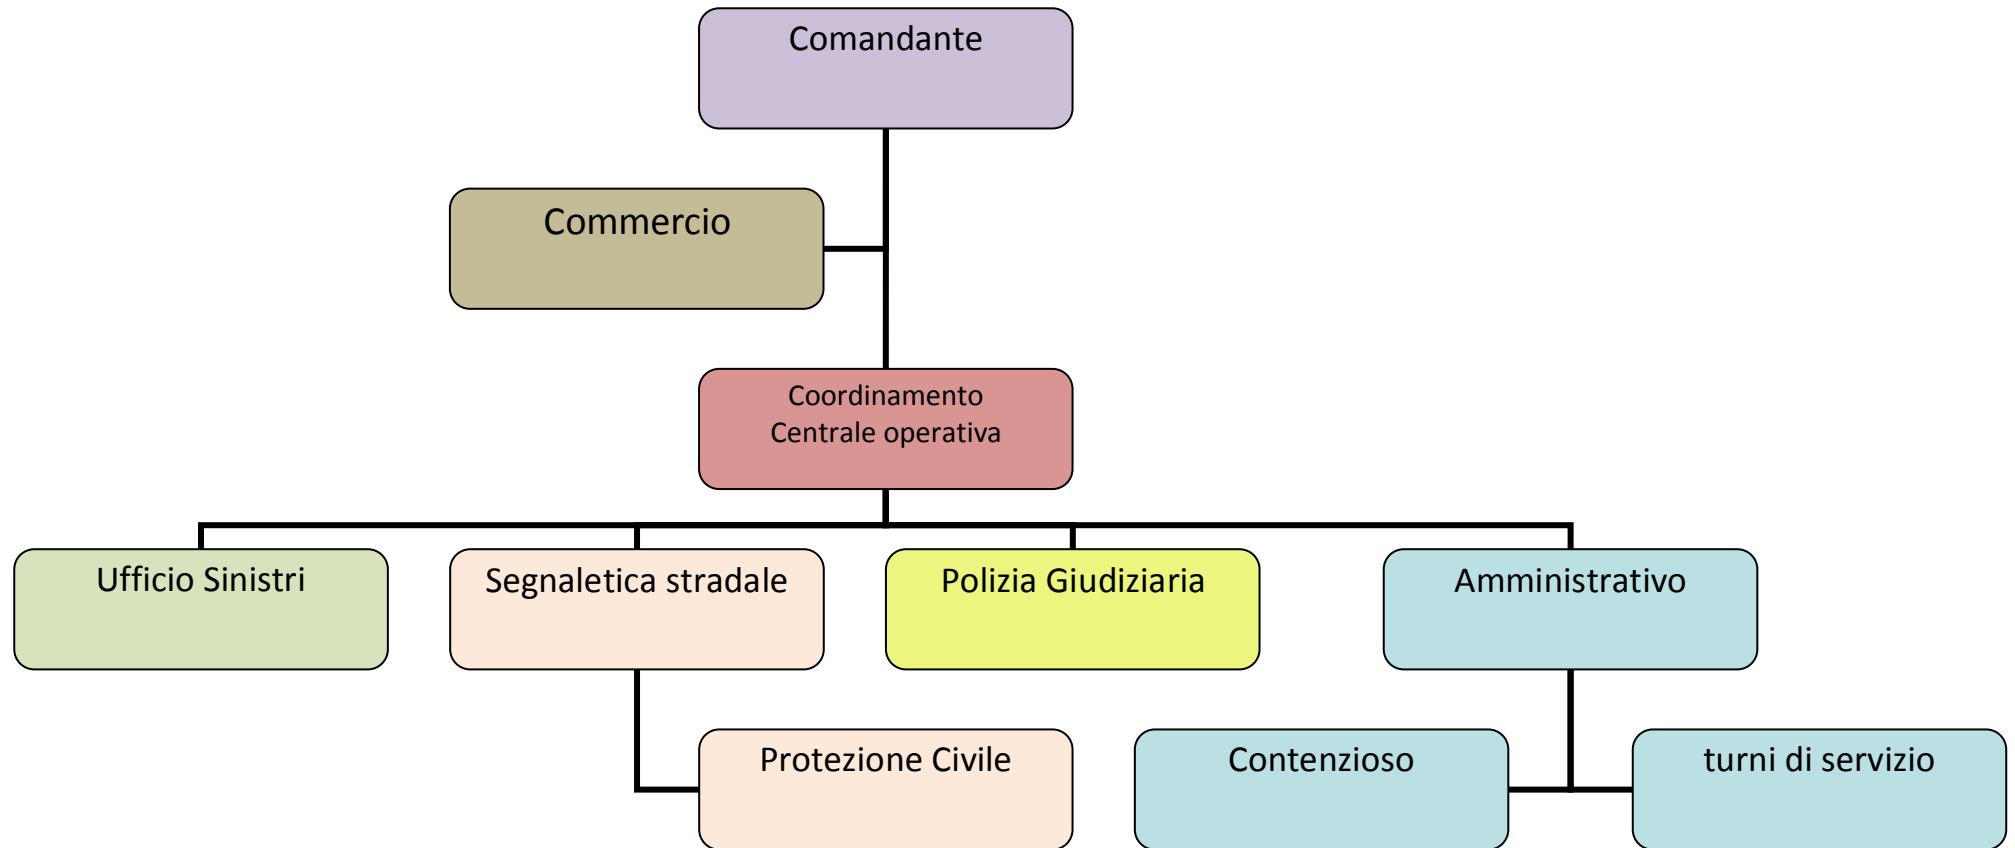 Comandante
Commercio
Coordinamento
Centrale operativa
Ufficio Sinistri
Segnaletica stradale
Polizia Giudiziaria
Amministrativo
Protezione Civile
Contenzioso
turni di servizio